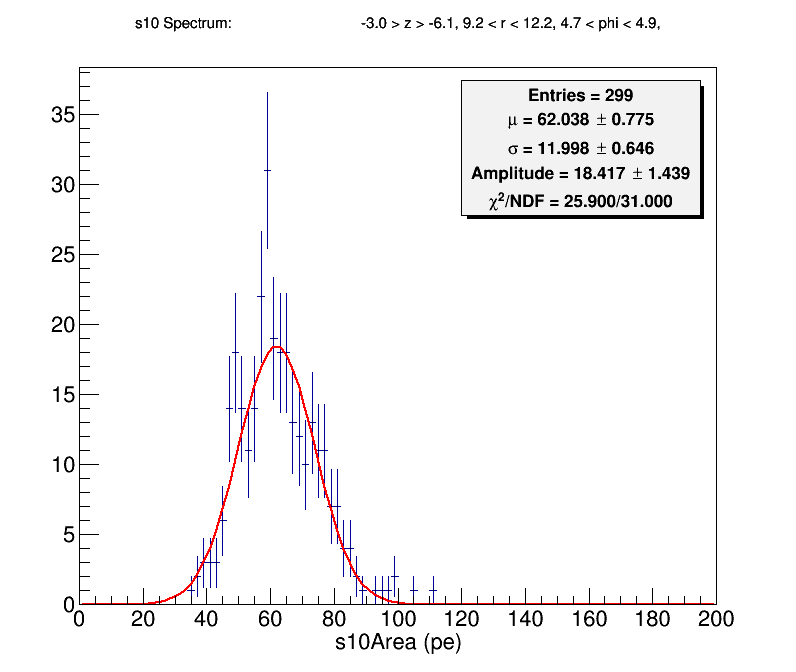 s10 Spectrum: -3.0 > z > -6.1, 9.2 < r < 12.2, 4.7 < phi < 4.9,
Entries = 299
μ = 62.038 ± 0.775
σ = 11.998 ± 0.646
Amplitude = 18.417 ± 1.439
χ²/NDF = 25.900/31.000
35
30
25
20
15
10
5
0
0 20 40 60 80 100 120 140 160 180 200
s10Area (pe)